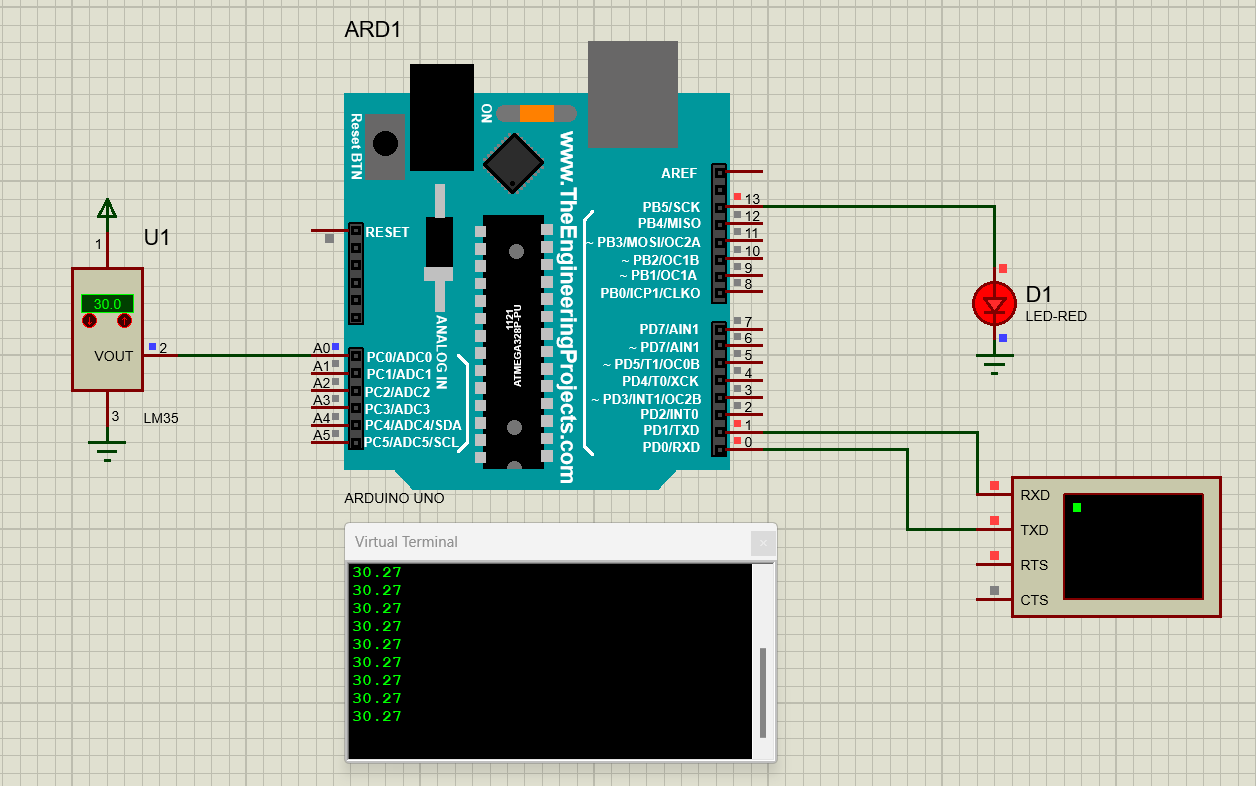 ARD1
ON
Reset BTN
www.TheEngineeringProjects.com
AREF
13
PB5/SCK
12
PB4/MISO
11
~ PB3/MOSI/OC2A
10
~ PB2/OC1B
9
~ PB1/OC1A
8
PB0/ICP1/CLKO
RESET
1121
ATMEGA328P-PU
ANALOG IN
7
PD7/AIN1
6
~ PD7/AIN1
5
~ PD5/T1/OC0B
4
PD4/T0/XCK
3
~ PD3/INT1/OC2B
2
PD2/INT0
1
PD1/TXD
0
PD0/RXD
A0
PC0/ADC0
A1
PC1/ADC1
A2
PC2/ADC2
A3
PC3/ADC3
A4
PC4/ADC4/SDA
A5
PC5/ADC5/SCL
ARDUINO UNO
U1
1
30.0
VOUT
2
3
LM35
D1
LED-RED
RXD
TXD
RTS
CTS
Virtual Terminal
×
30.27
30.27
30.27
30.27
30.27
30.27
30.27
30.27
30.27